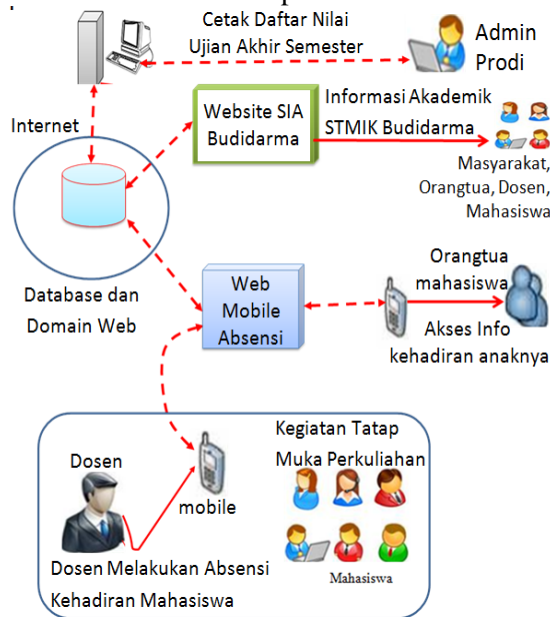 Cetak Daftar Nilai
Ujian Akhir Semester
Admin
Prodi
Internet
Website SIA
Budidarma
Informasi Akademik
STMIK Budidarma
Masyarakat,
Orangtua, Dosen,
Mahasiswa
Database dan
Domain Web
Web
Mobile
Absensi
Orangtua
mahasiswa
Akses Info
kehadiran anaknya
Kegiatan Tatap
Muka Perkuliahan
Dosen
mobile
Mahasiswa
Dosen Melakukan Absensi
Kehadiran Mahasiswa